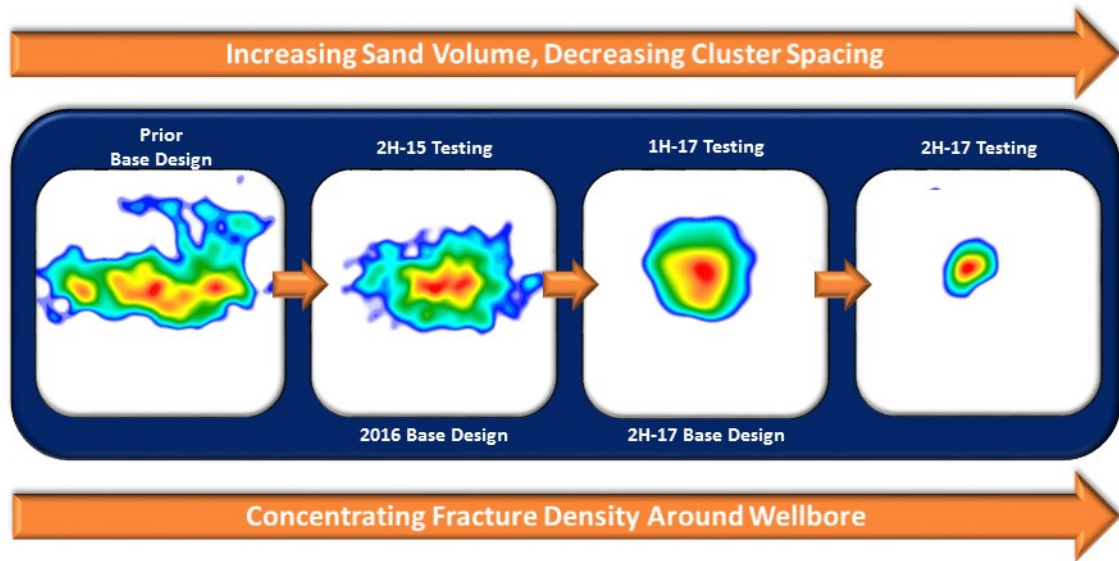 Increasing Sand Volume, Decreasing Cluster Spacing
Prior
Base Design
2H-15 Testing
1H-17 Testing
2H-17 Testing
2016 Base Design
2H-17 Base Design
Concentrating Fracture Density Around Wellbore